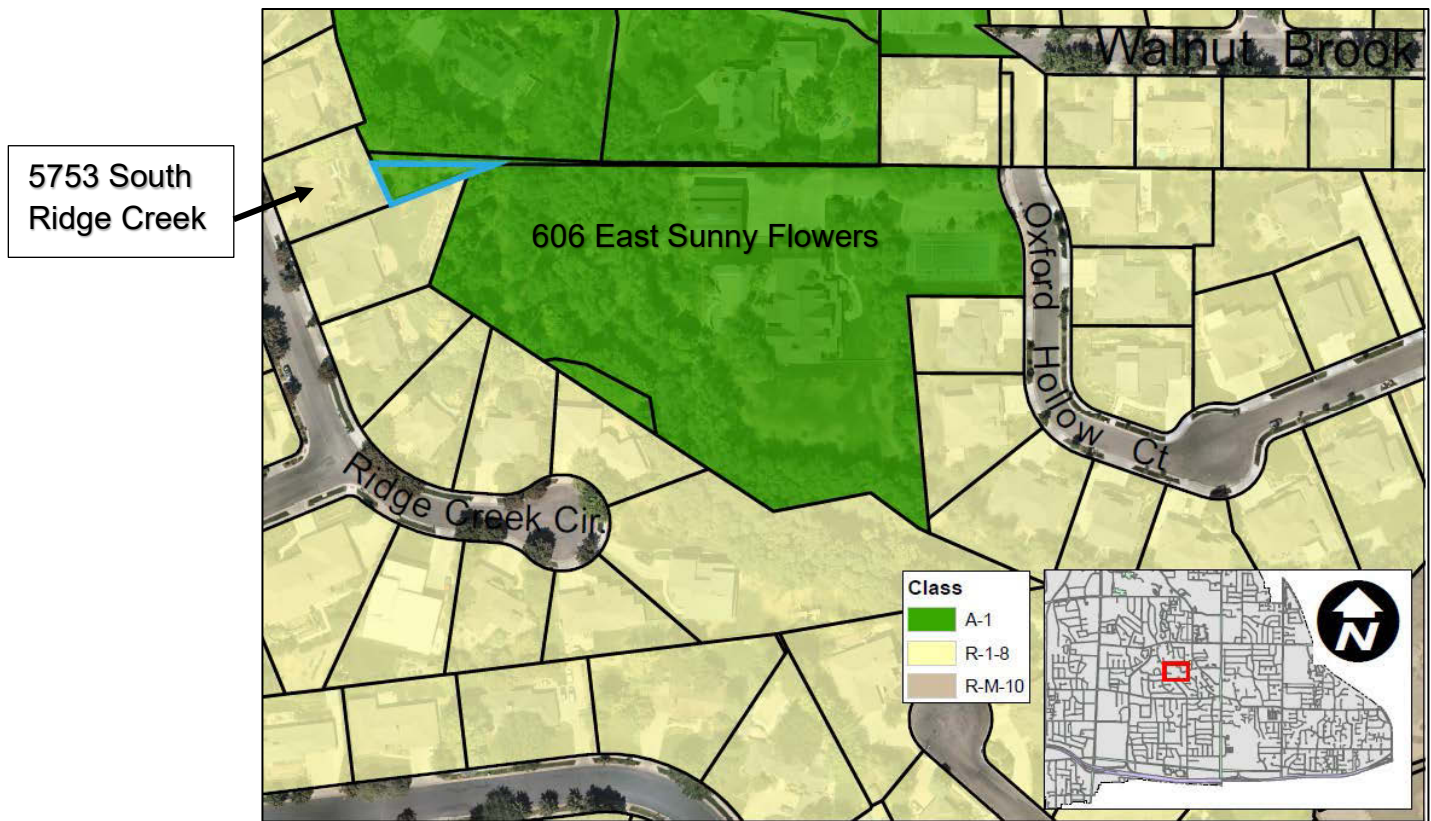 Walnut Brook
5753 South
Ridge Creek
606 East Sunny Flowers
Oxford Hollow Ct
Ridge Creek Cir.
Class
A-1
R-1-8
R-M-10
N